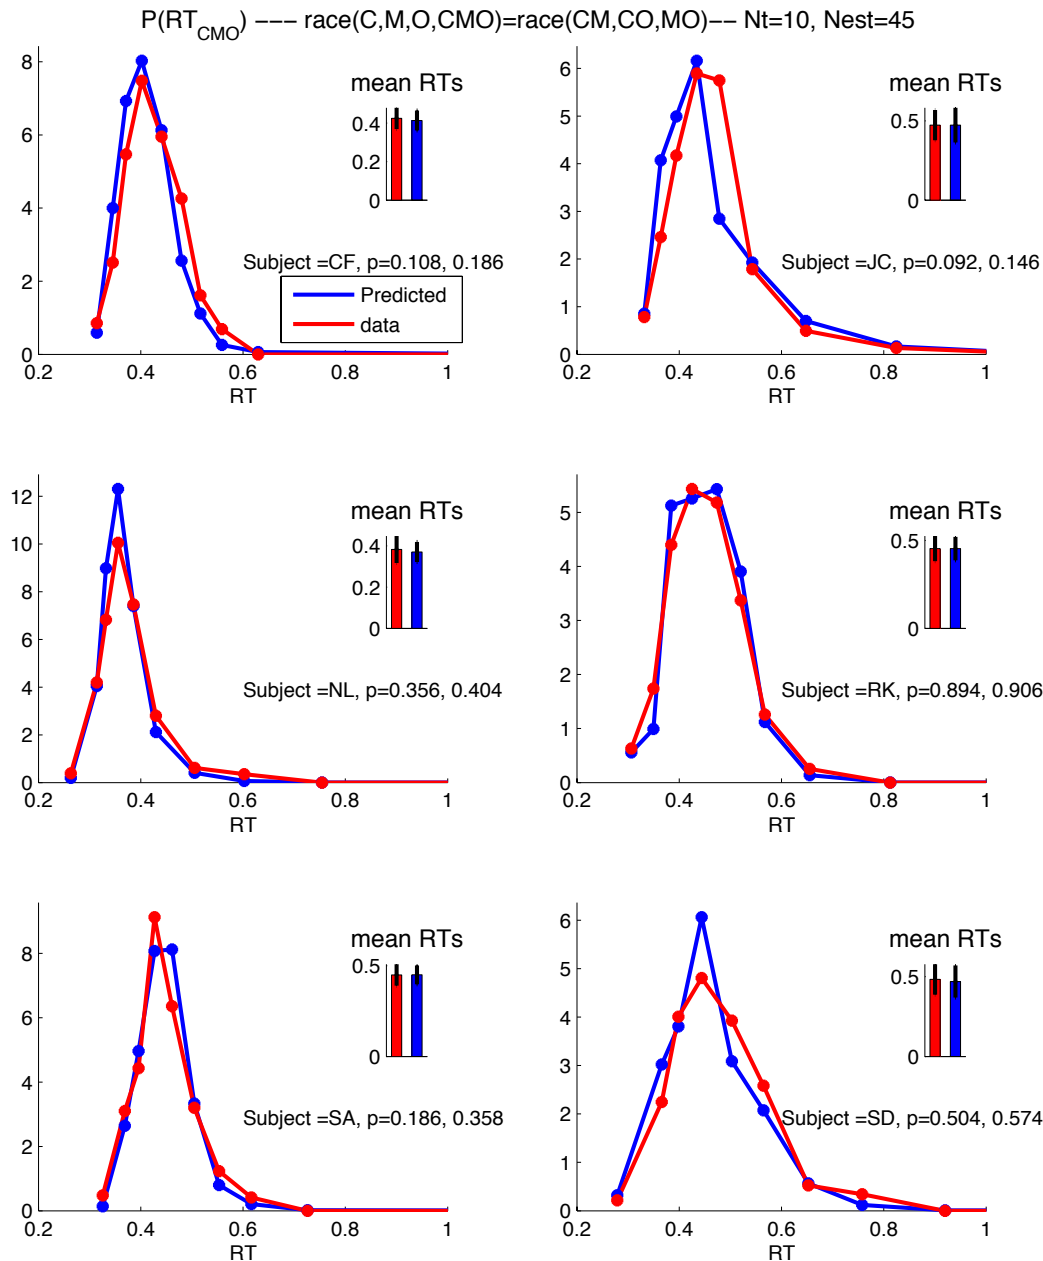 P(RT_CMO) −−− race(C,M,O,CMO)=race(CM,CO,MO)−− Nt=10, Nest=45
8
6
4
2
0
0.2 0.4 0.6 0.8 1
RT
mean RTs
0.4
0.2
0
Subject =CF, p=0.108, 0.186
Predicted
data
6
5
4
3
2
1
0
0.2 0.4 0.6 0.8 1
RT
mean RTs
0.5
0
Subject =JC, p=0.092, 0.146
12
10
8
6
4
2
0
0.2 0.4 0.6 0.8 1
RT
mean RTs
0.4
0.2
0
Subject =NL, p=0.356, 0.404
5
4
3
2
1
0
0.2 0.4 0.6 0.8 1
RT
mean RTs
0.5
0
Subject =RK, p=0.894, 0.906
8
6
4
2
0
0.2 0.4 0.6 0.8 1
RT
mean RTs
0.5
0
Subject =SA, p=0.186, 0.358
6
5
4
3
2
1
0
0.2 0.4 0.6 0.8 1
RT
mean RTs
0.5
0
Subject =SD, p=0.504, 0.574